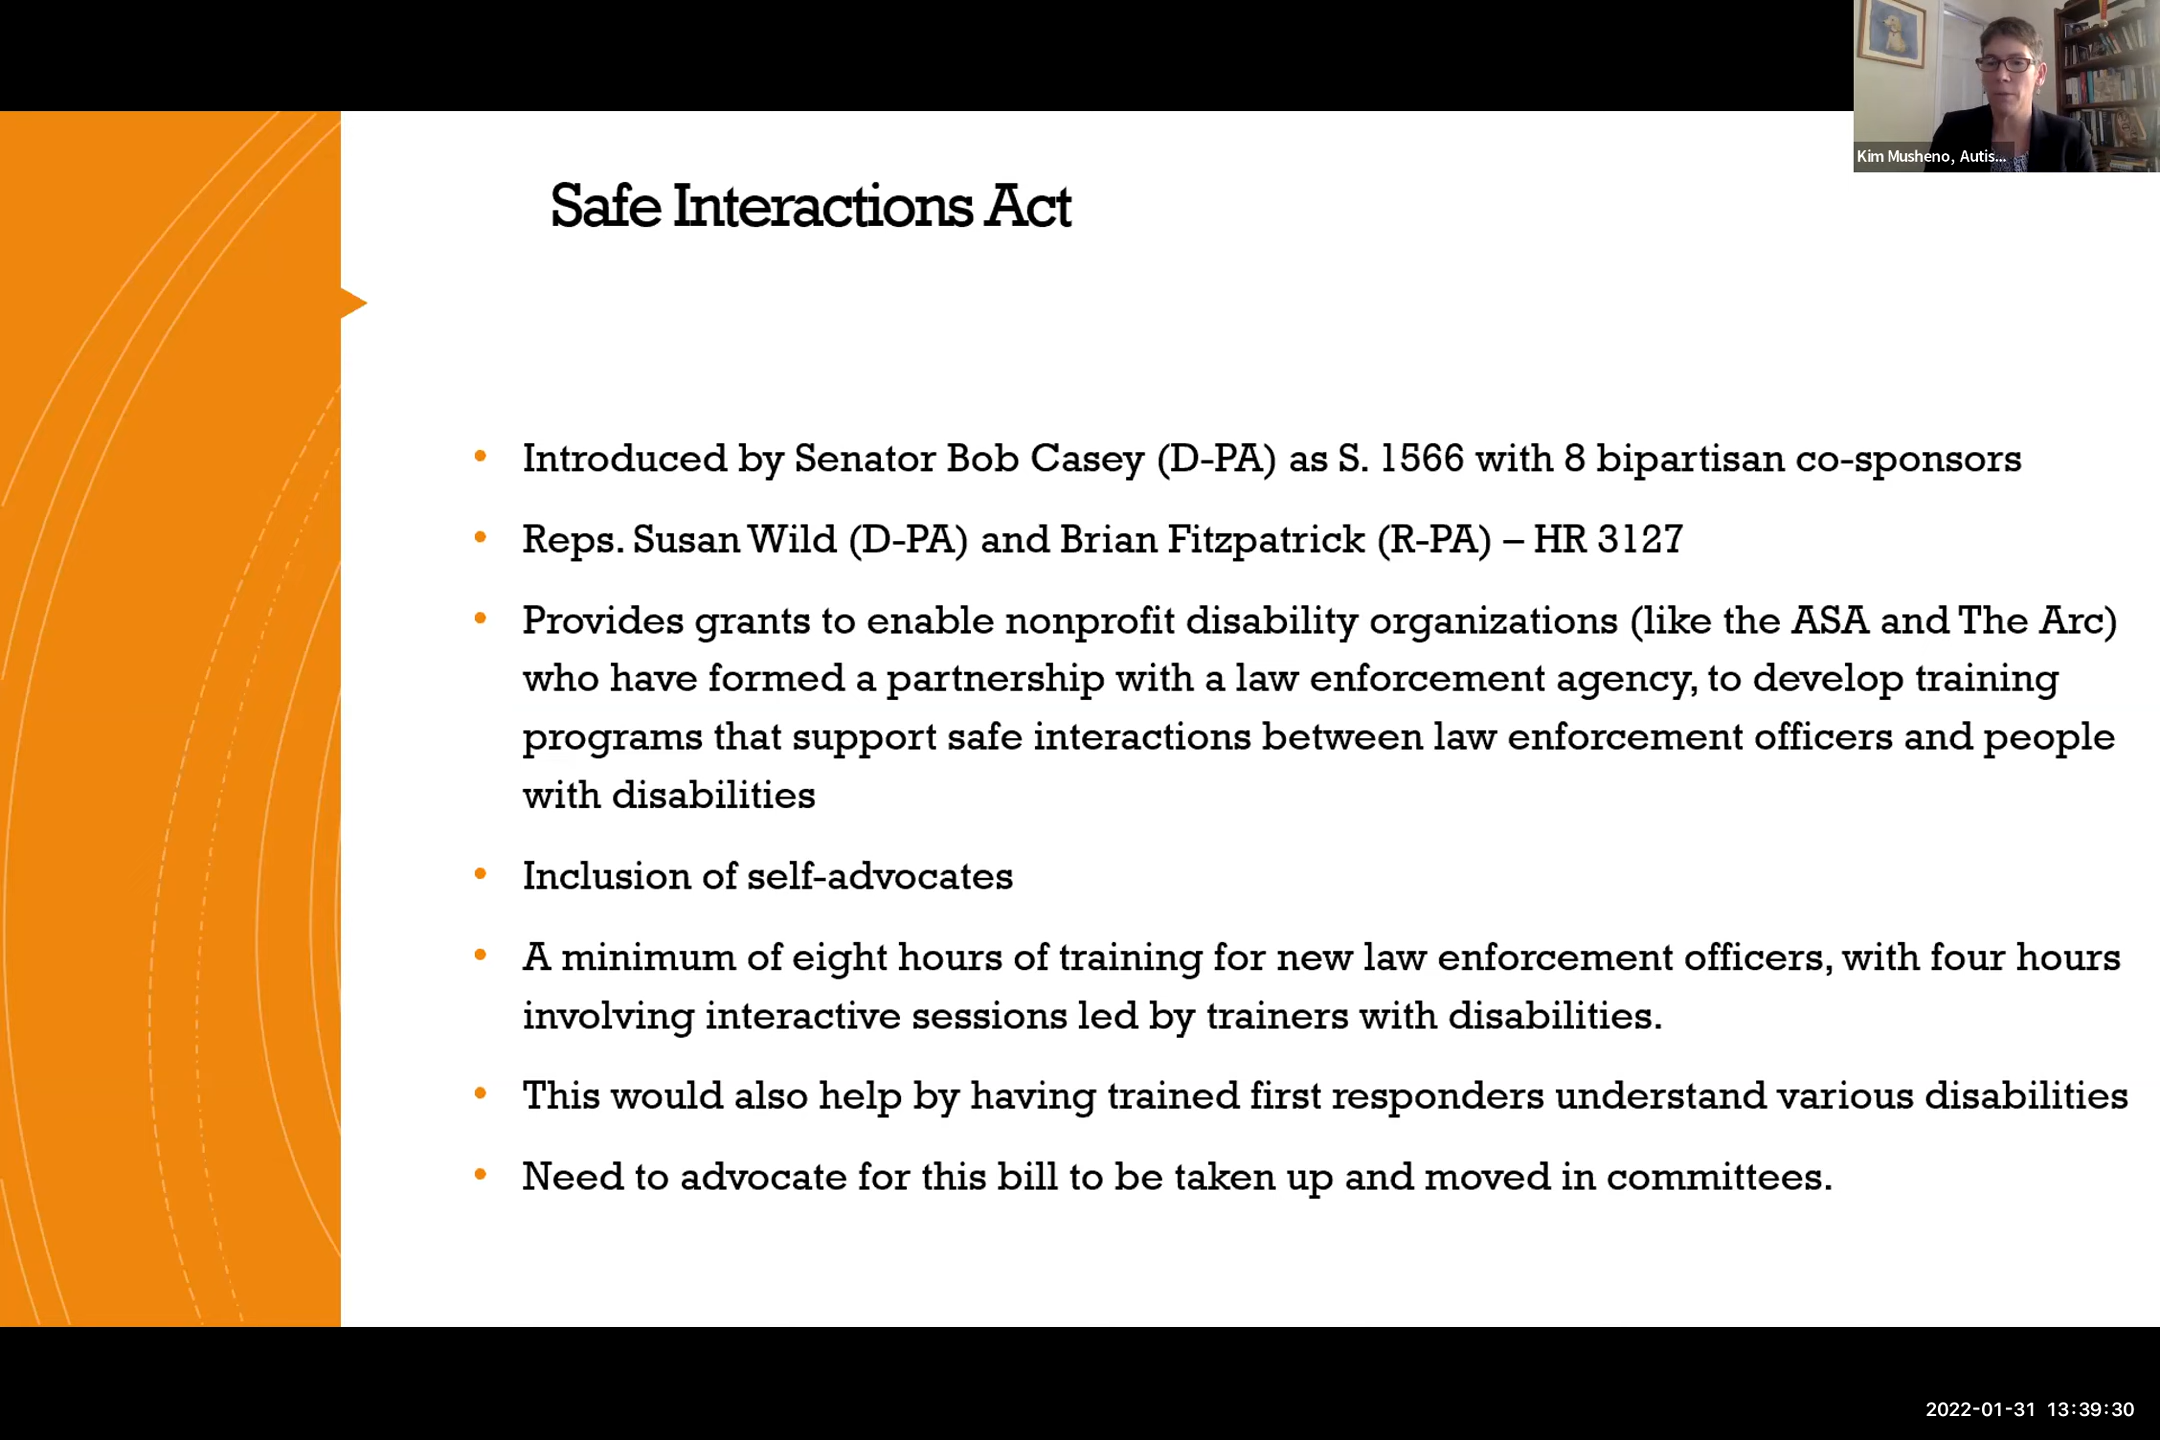 Kim Musheno, Autis...
Safe Interactions Act
• Introduced by Senator Bob Casey (D-PA) as S. 1566 with 8 bipartisan co-sponsors
• Reps. Susan Wild (D-PA) and Brian Fitzpatrick (R-PA) – HR 3127
• Provides grants to enable nonprofit disability organizations (like the ASA and The Arc)
who have formed a partnership with a law enforcement agency, to develop training
programs that support safe interactions between law enforcement officers and people
with disabilities
• Inclusion of self-advocates
• A minimum of eight hours of training for new law enforcement officers, with four hours
involving interactive sessions led by trainers with disabilities.
• This would also help by having trained first responders understand various disabilities
• Need to advocate for this bill to be taken up and moved in committees.
2022-01-31 13:39:30